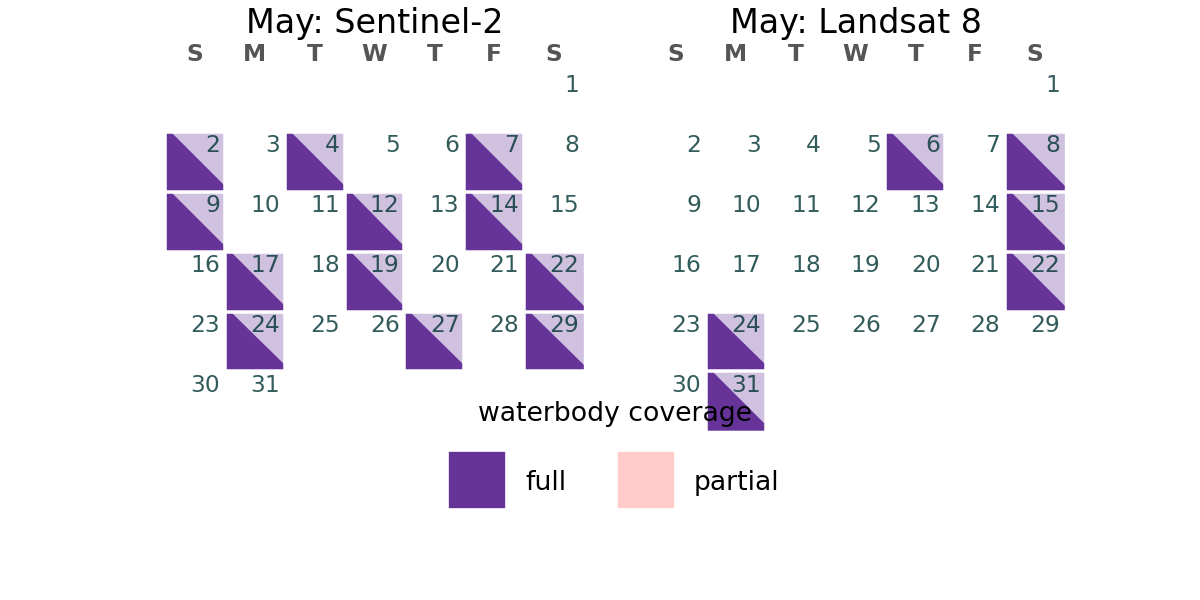 May: Sentinel-2
S M T W T F S
1
2 3 4 5 6 7 8
9 10 11 12 13 14 15
16 17 18 19 20 21 22
23 24 25 26 27 28 29
30 31
May: Landsat 8
S M T W T F S
1
2 3 4 5 6 7 8
9 10 11 12 13 14 15
16 17 18 19 20 21 22
23 24 25 26 27 28 29
30 31
waterbody coverage
full
partial